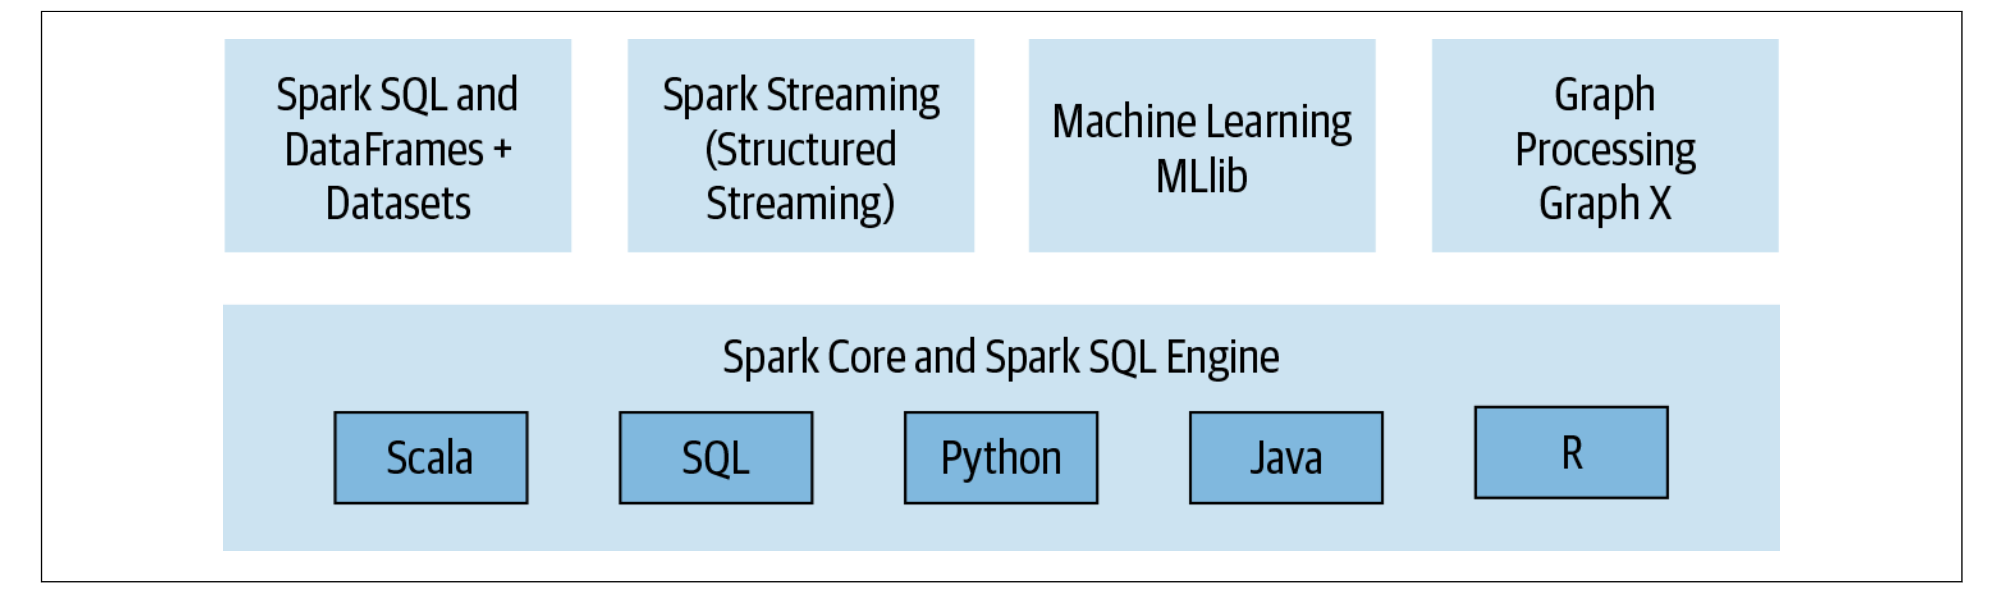 Spark SQL and
DataFrames +
Datasets
Spark Streaming
(Structured
Streaming)
Machine Learning
MLlib
Graph
Processing
Graph X
Spark Core and Spark SQL Engine
Scala
SQL
Python
Java
R